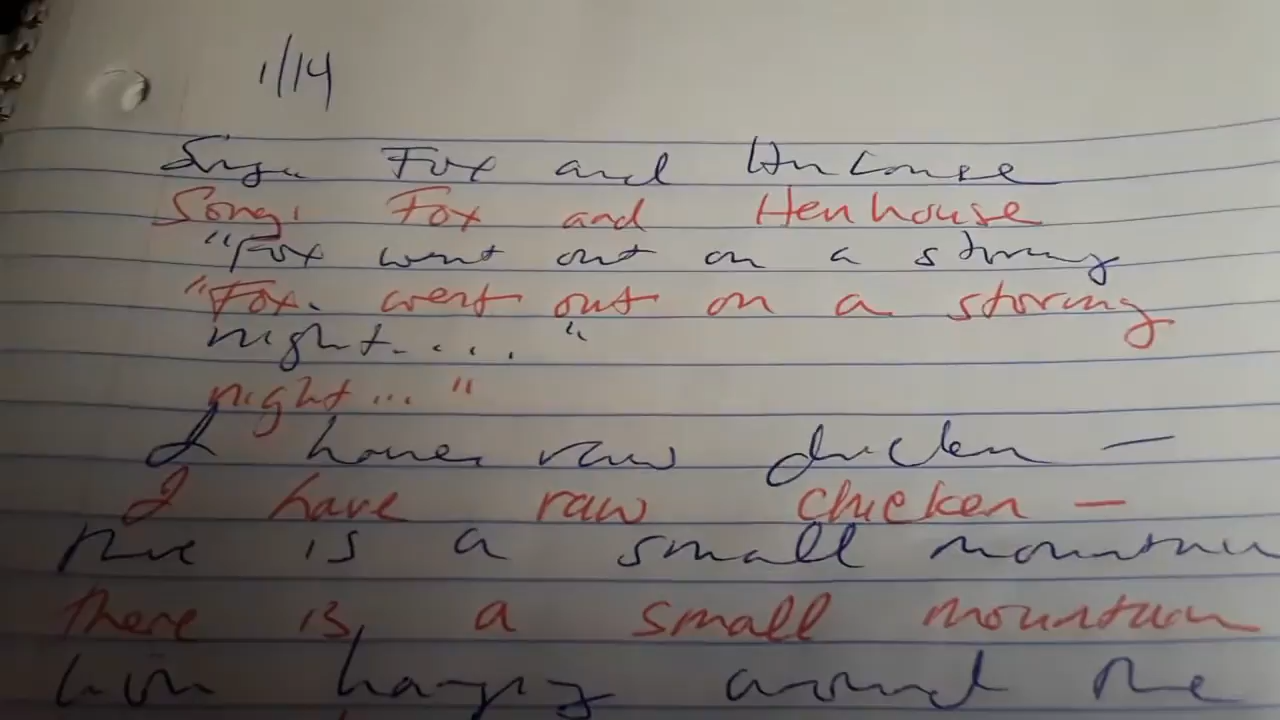 1/14
Song: Fox and Henhouse
Song: Fox and Henhouse
"Fox went out on a stormy
"Fox. went out on a stormy
night....."
night..."
I have raw chicken —
I have raw chicken —
there is a small mountain
there is a small mountain
lion hanging around the